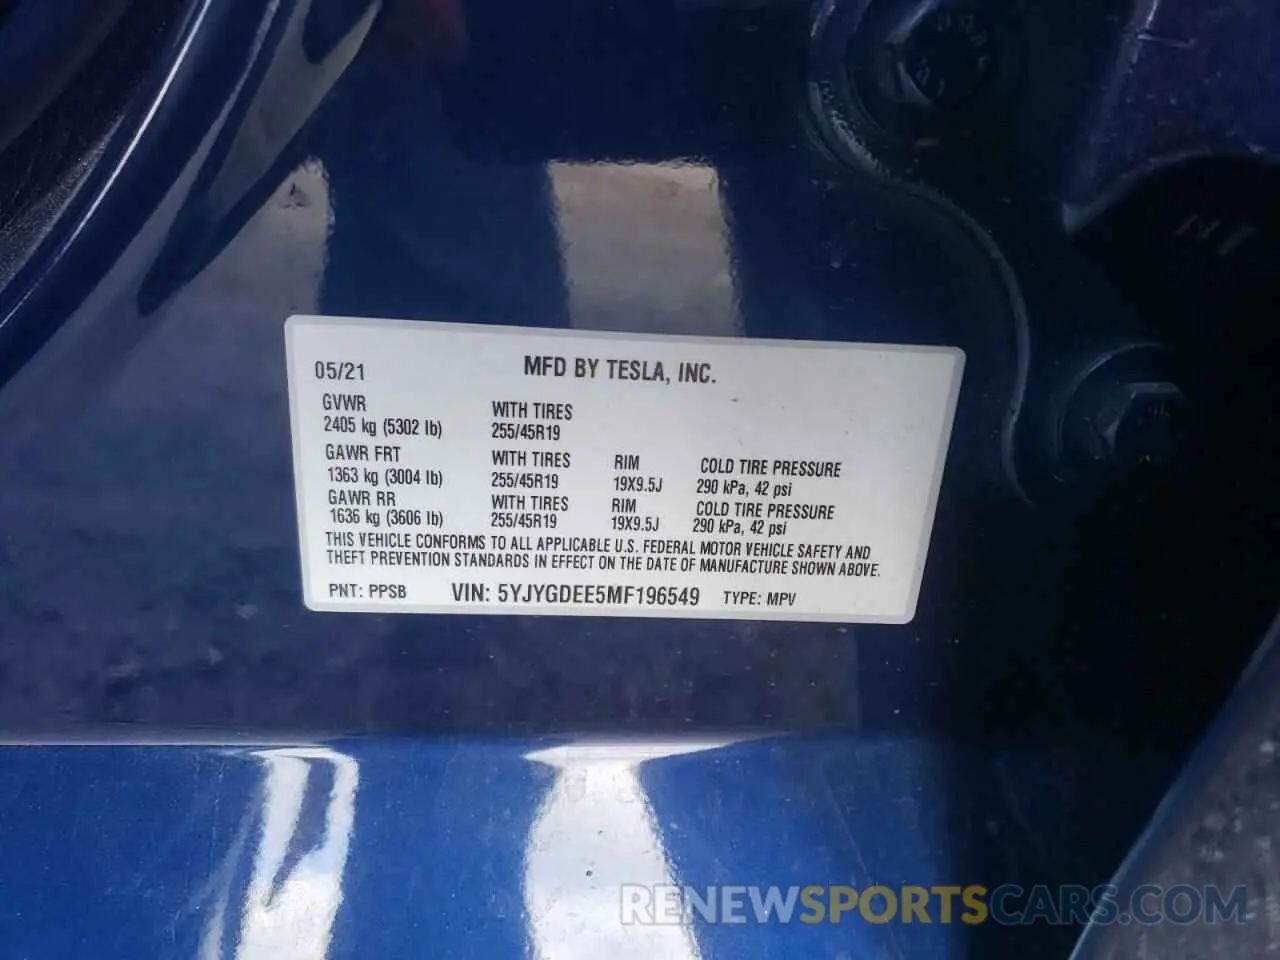 05/21 MFD BY TESLA, INC.
GVWR WITH TIRES
2405 kg (5302 lb) 255/45R19
GAWR FRT WITH TIRES RIM COLD TIRE PRESSURE
1363 kg (3004 lb) 255/45R19 19X9.5J 290 kPa, 42 psi
GAWR RR WITH TIRES RIM COLD TIRE PRESSURE
1636 kg (3606 lb) 255/45R19 19X9.5J 290 kPa, 42 psi
THIS VEHICLE CONFORMS TO ALL APPLICABLE U.S. FEDERAL MOTOR VEHICLE SAFETY AND
THEFT PREVENTION STANDARDS IN EFFECT ON THE DATE OF MANUFACTURE SHOWN ABOVE.
PNT: PPSB VIN: 5YJYGDEE5MF196549 TYPE: MPV
RENEWSPORTSCARS.COM